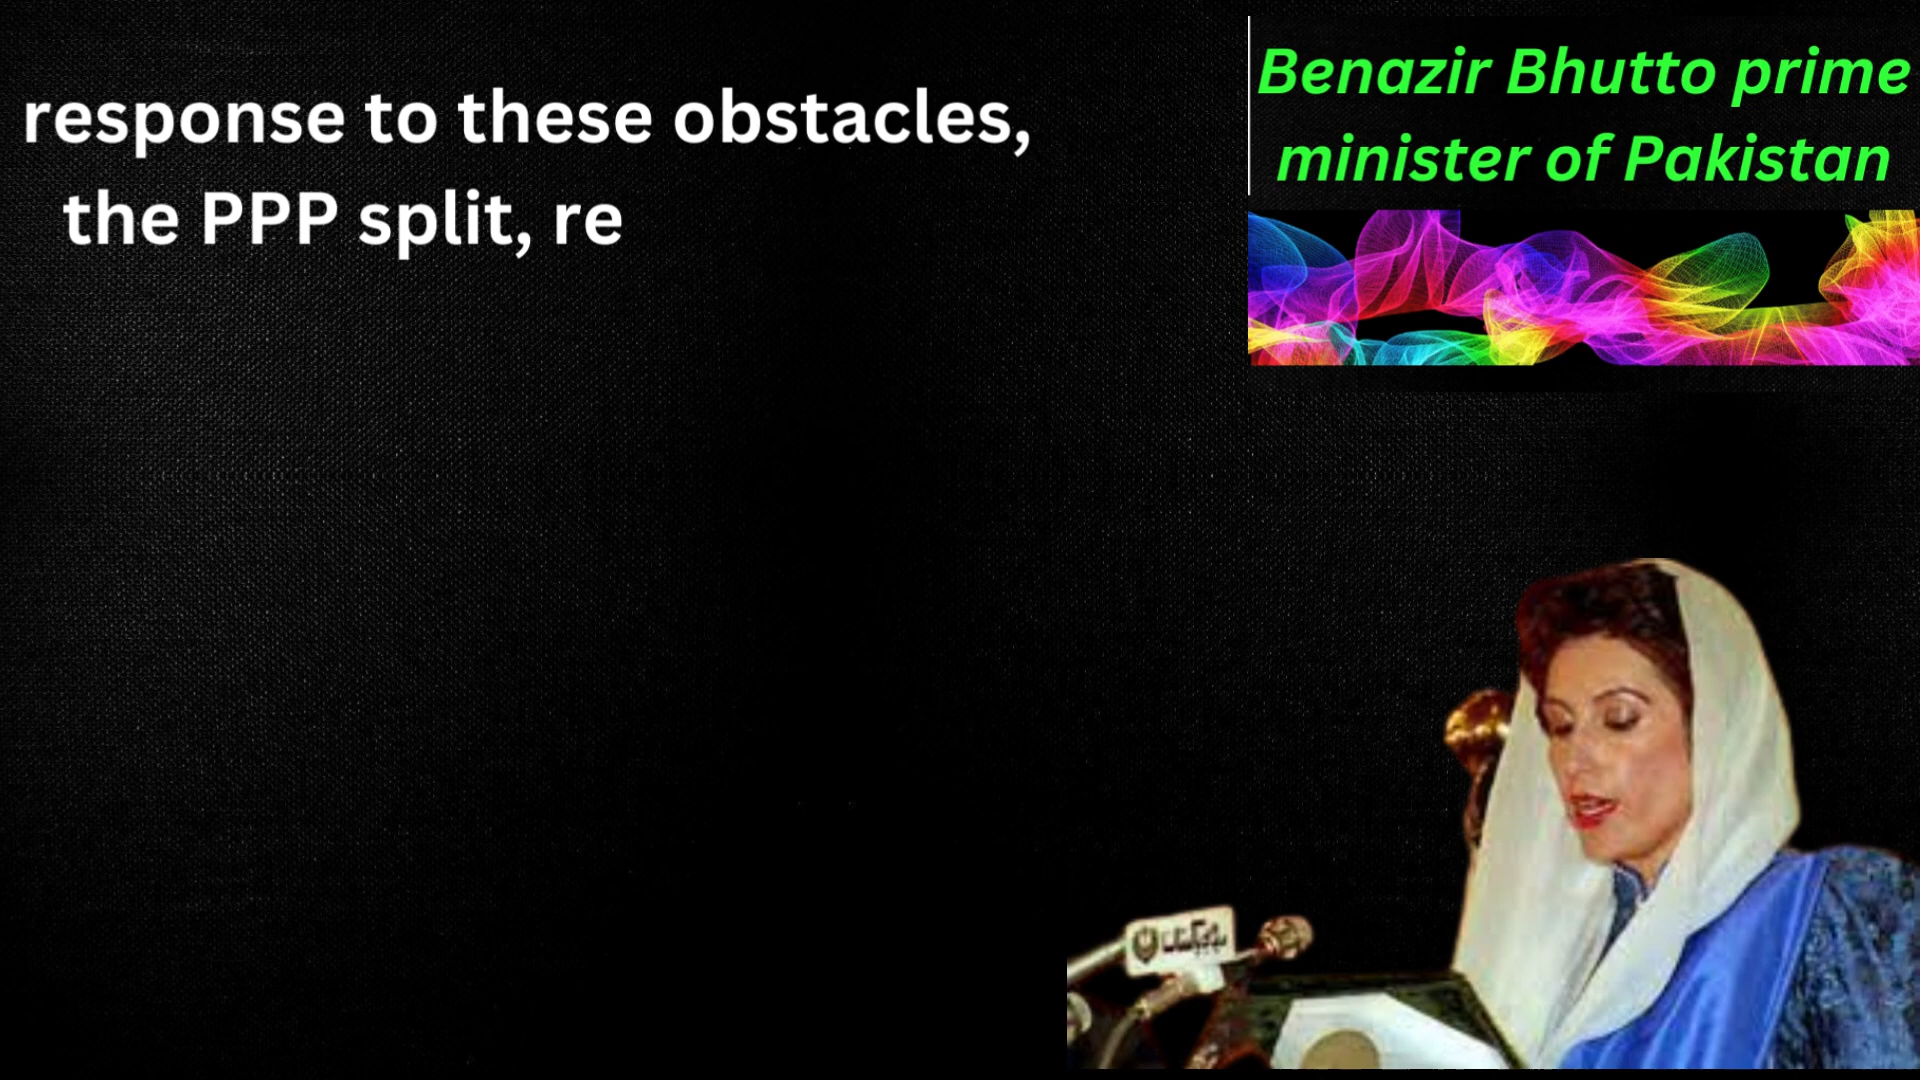 response to these obstacles,
the PPP split, re
Benazir Bhutto prime
minister of Pakistan